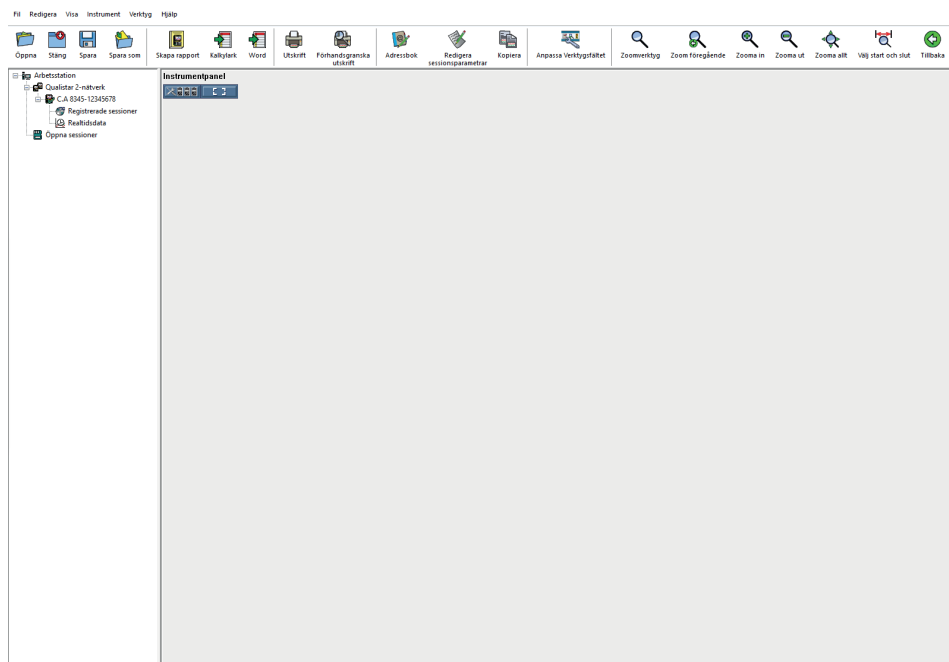 Fil Redigera Visa Instrument Verktyg Hjälp
Öppna Stäng Spara Spara som Skapa rapport Kalkylark Word Utskrift Förhandsgranska utskrift Adressbok Redigera sessionsparametrar Kopiera Anpassa Verktygsfältet Zoomverktyg Zoom föregående Zooma in Zooma ut Zooma allt Välj start och slut Tillbaka
Arbetsstation
Qualistar 2-nätverk
C.A 8345-12345678
Registrerade sessioner
Realtidsdata
Öppna sessioner
Instrumentpanel